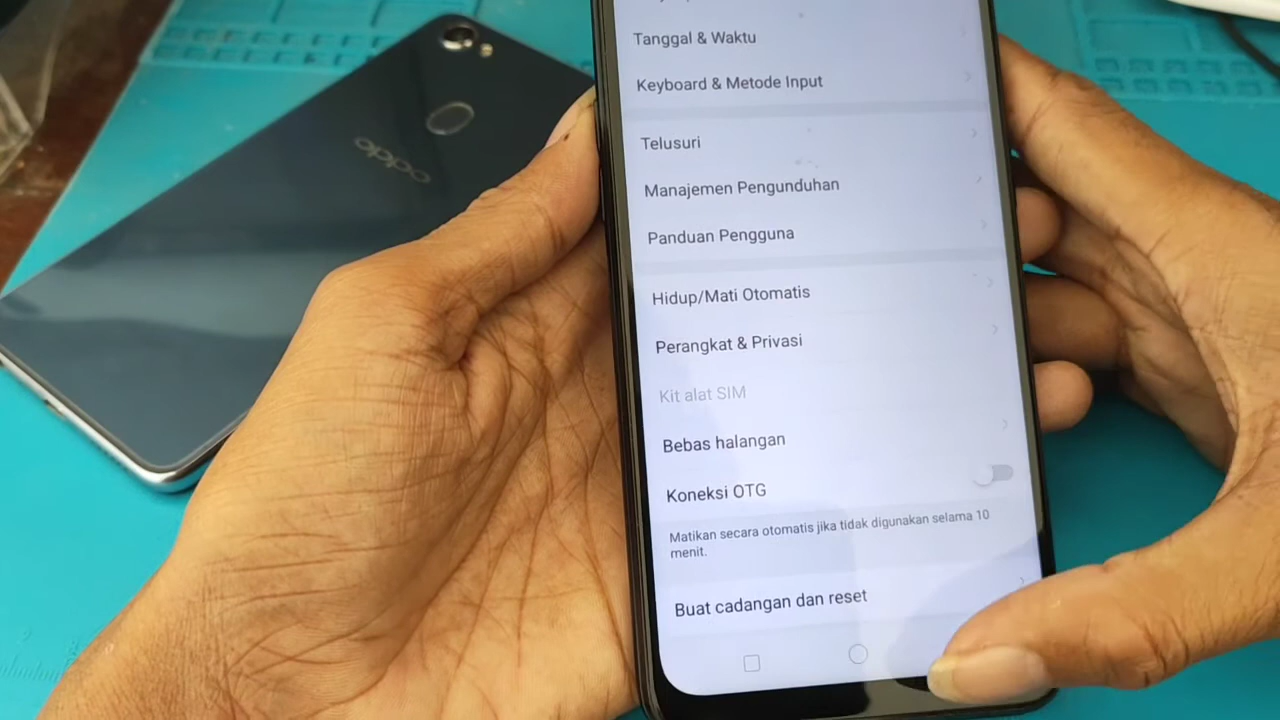 oppo
Tanggal & Waktu
Keyboard & Metode Input
Telusuri
Manajemen Pengunduhan
Panduan Pengguna
Hidup/Mati Otomatis
Perangkat & Privasi
Kit alat SIM
Bebas halangan
Koneksi OTG
Matikan secara otomatis jika tidak digunakan selama 10
menit.
Buat cadangan dan reset